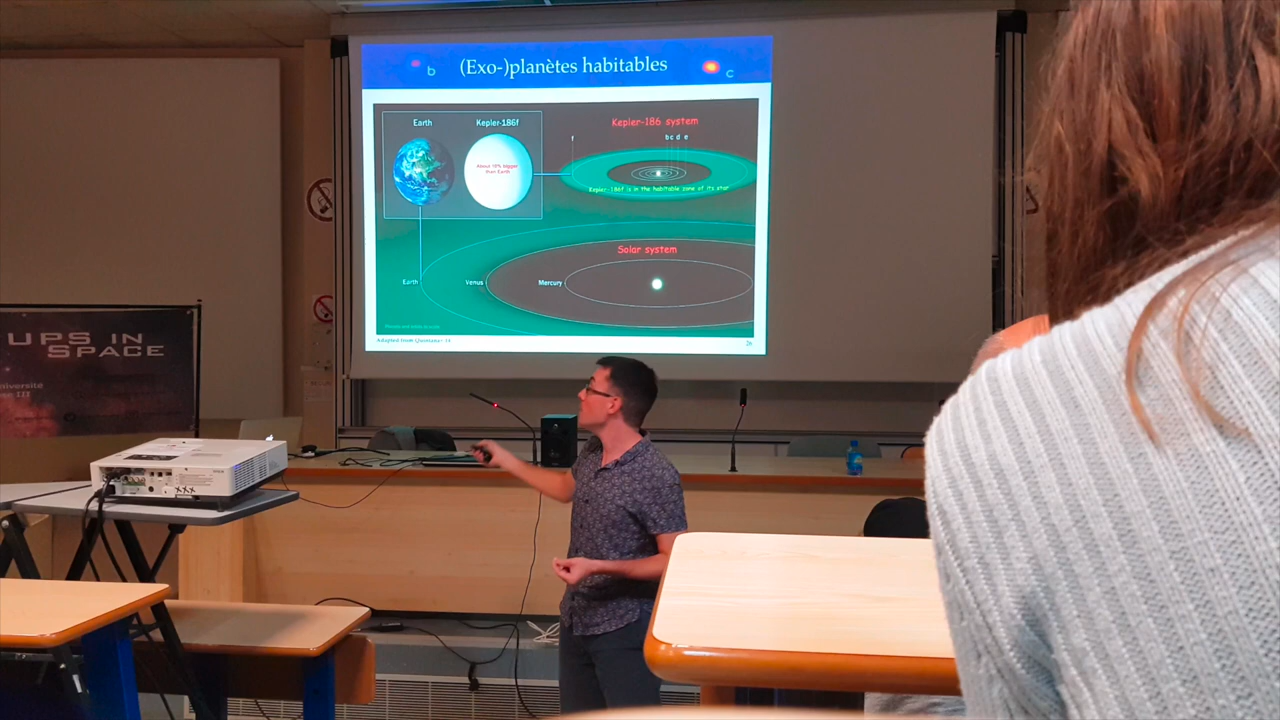 (Exo-)planètes habitables
b
c
Earth
Kepler-186f
About 10% bigger
than Earth
Kepler-186 system
f
b c d e
Kepler-186f is in the habitable zone of its star
Solar system
Earth
Venus
Mercury
Adapted from Quintana+ 14
UPS IN
SPACE